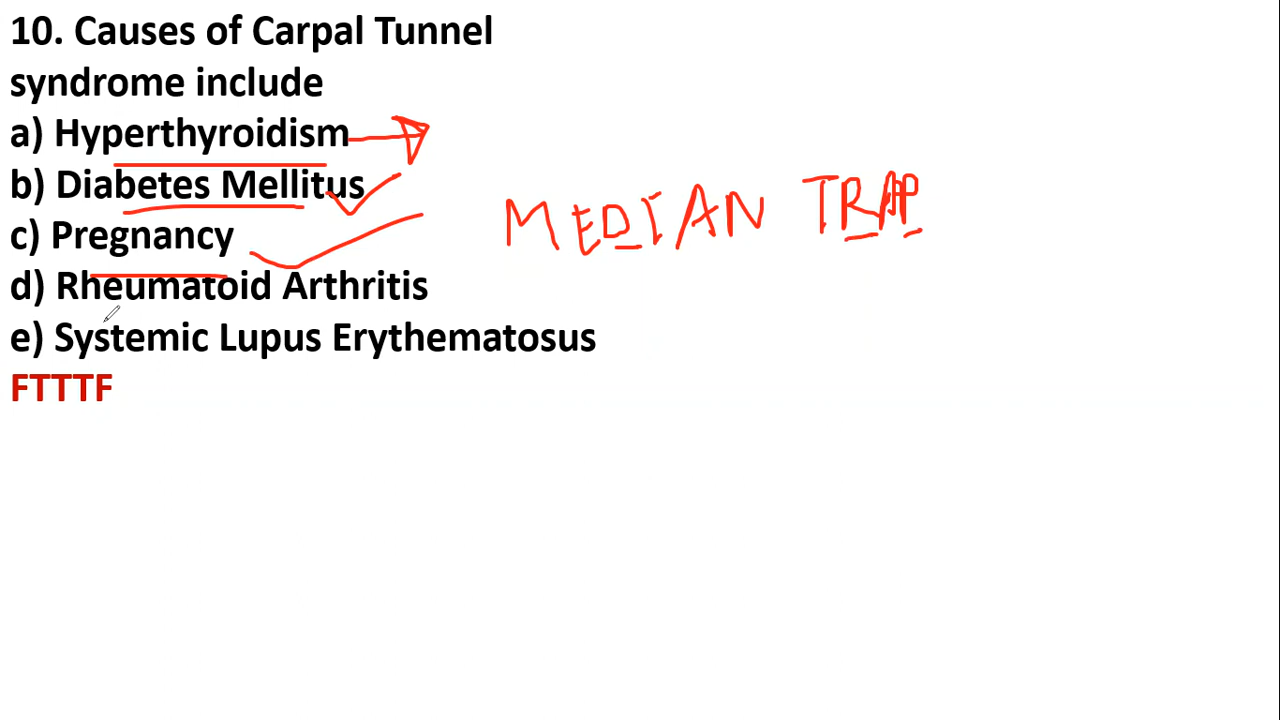 10. Causes of Carpal Tunnel
syndrome include
a) Hyperthyroidism
b) Diabetes Mellitus
c) Pregnancy
MEDIAN TRAP
d) Rheumatoid Arthritis
e) Systemic Lupus Erythematosus
FTTTF